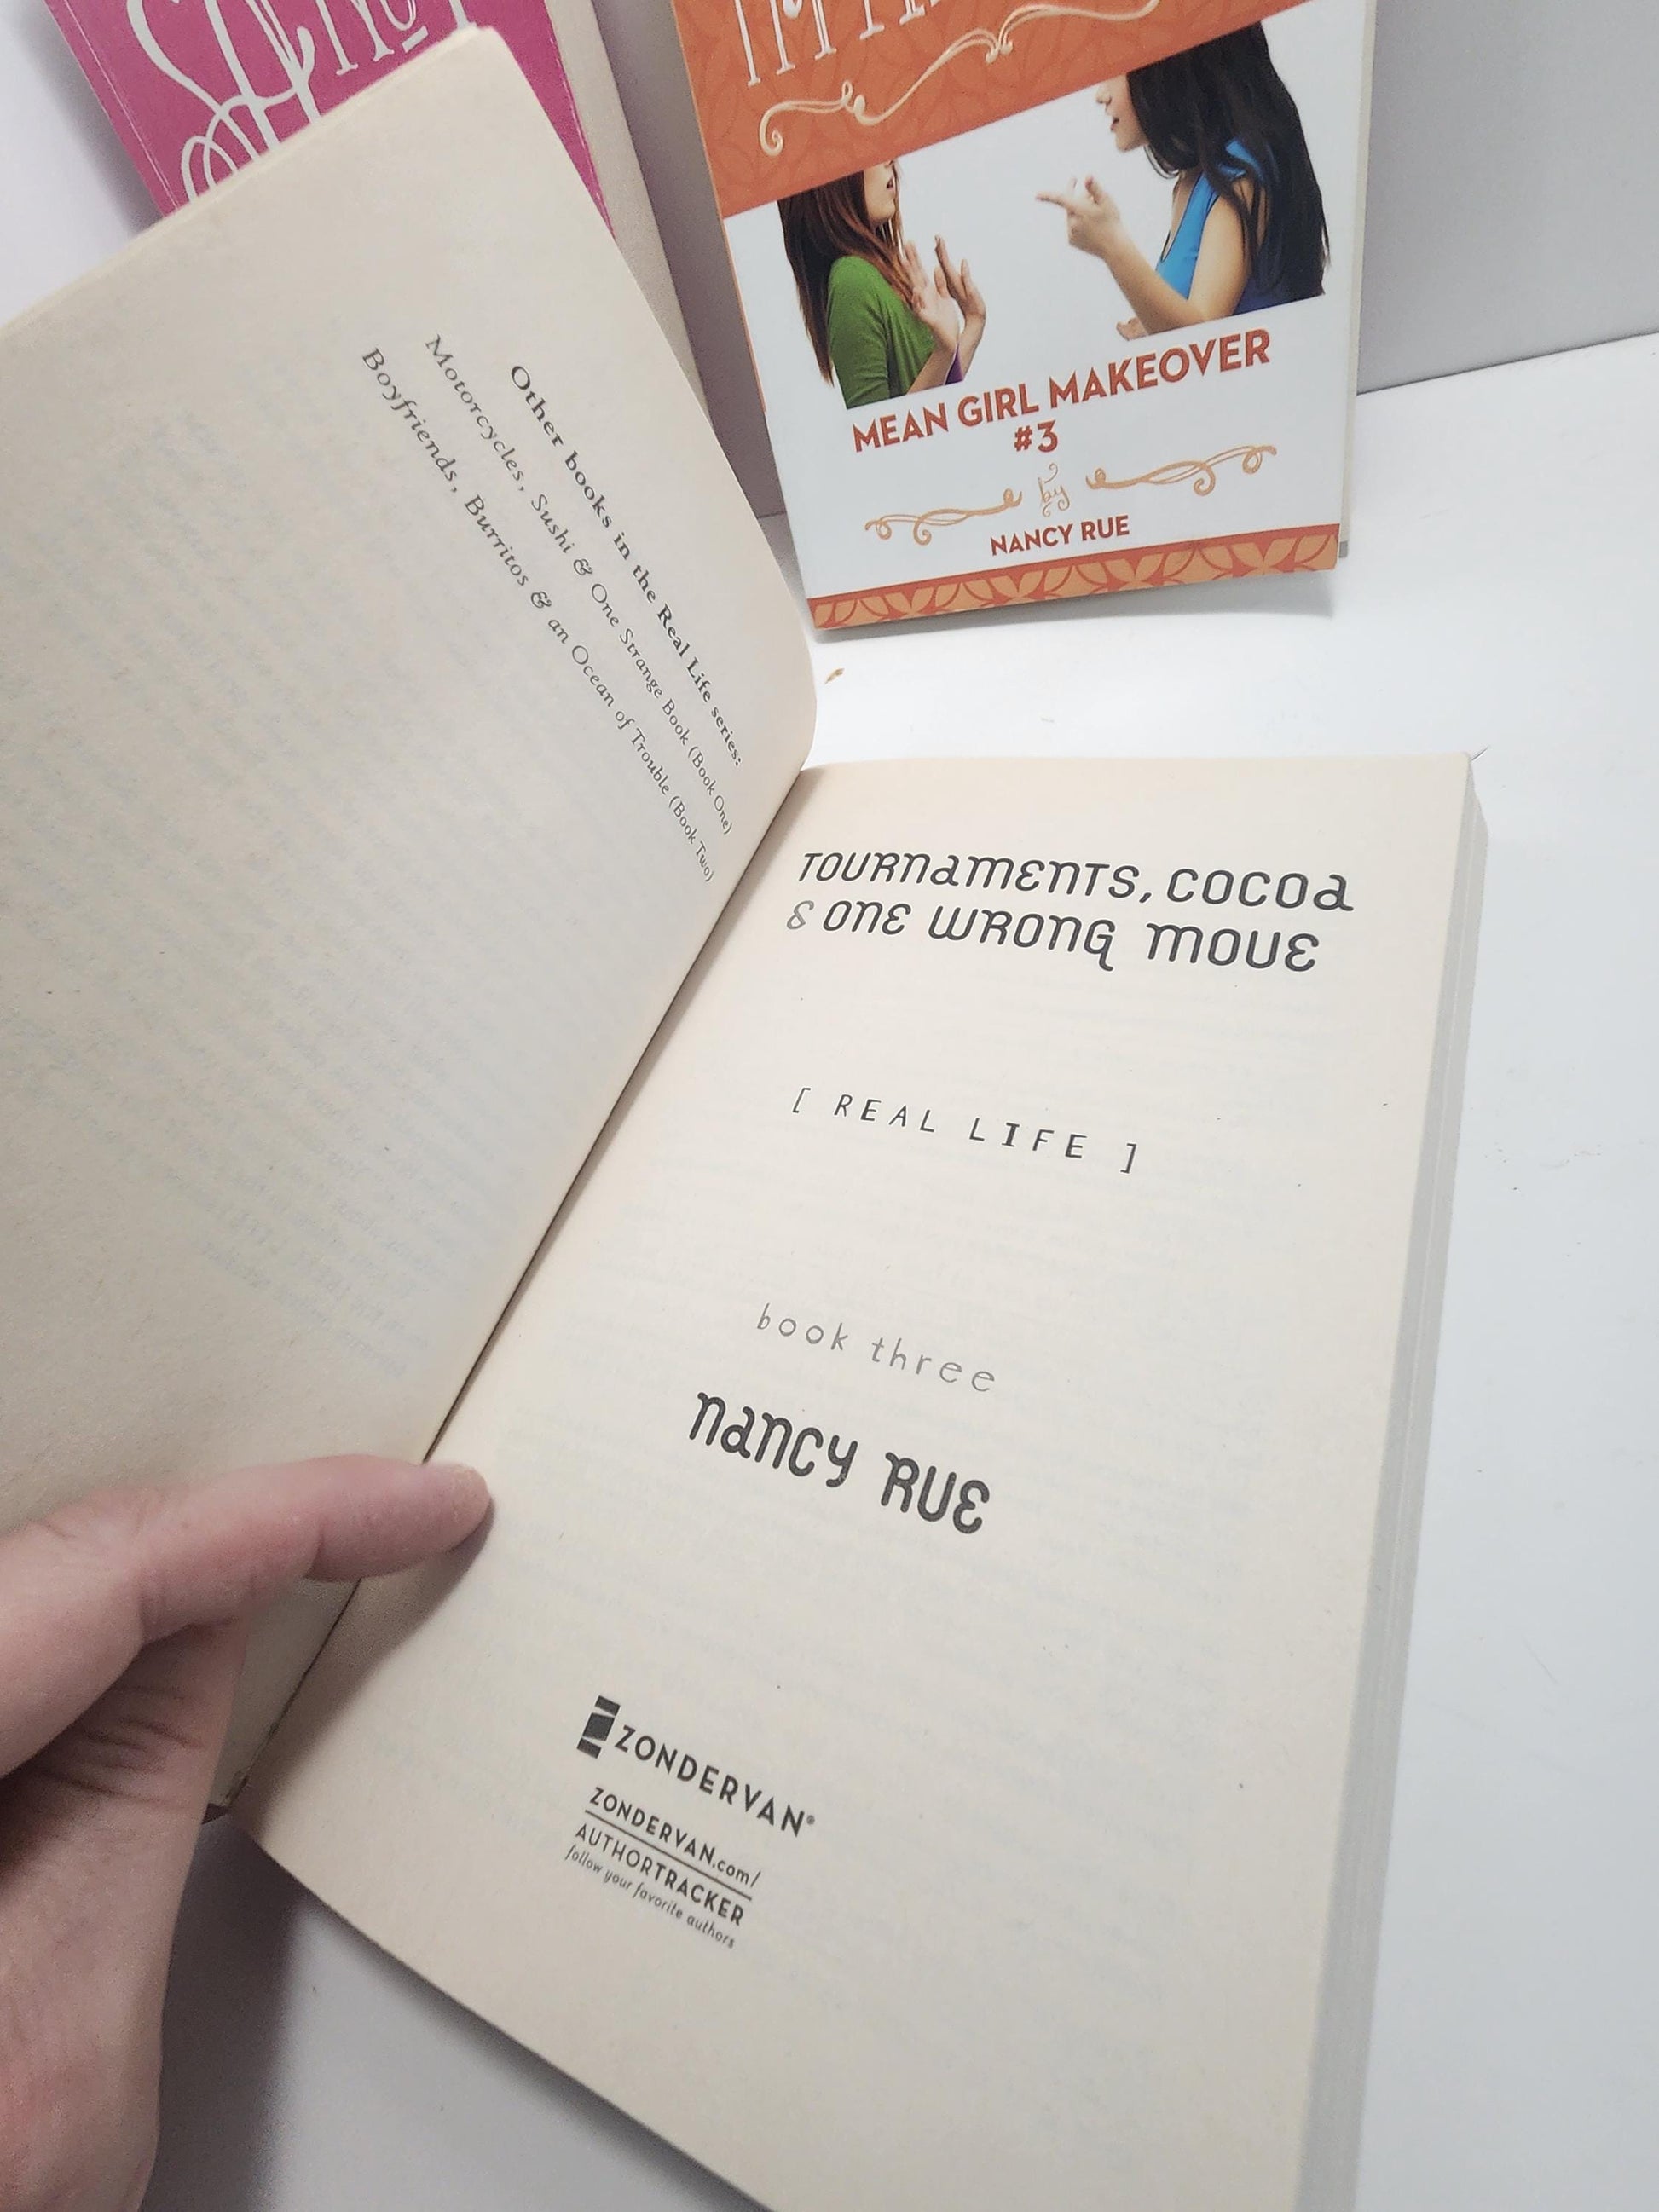 MEAN GIRL MAKEOVER
#3
by
NANCY RUE
Other books in the Real Life series:
Motorcycles, Sushi & One Strange Book (Book One)
Boyfriends, Burritos & an Ocean of Trouble (Book Two)
TOURNAMENTS, COCOA
& ONE WRONG MOVE
[ REAL LIFE ]
book three
NANCY RUE
ZONDERVAN®
ZONDERVAN.com/
AUTHORTRACKER
follow your favorite authors